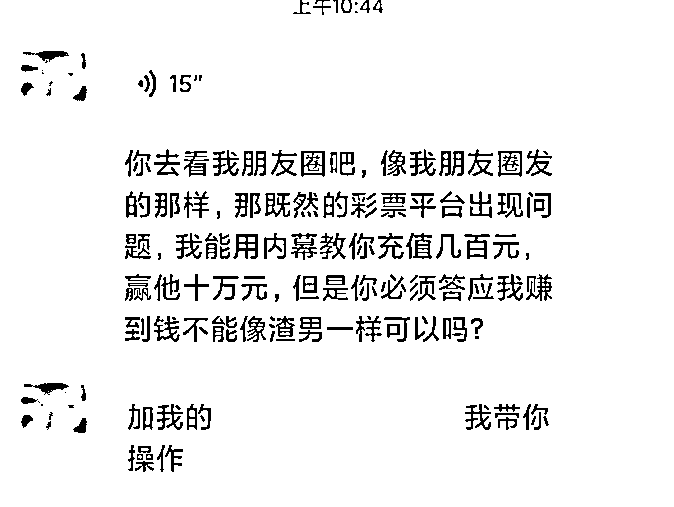 上午10:44
15"
你去看我朋友圈吧，像我朋友圈发
的那样，那既然的彩票平台出现问
题，我能用内幕教你充值几百元，
赢他十万元，但是你必须答应我赚
到钱不能像渣男一样可以吗？
加我的 我带你
操作